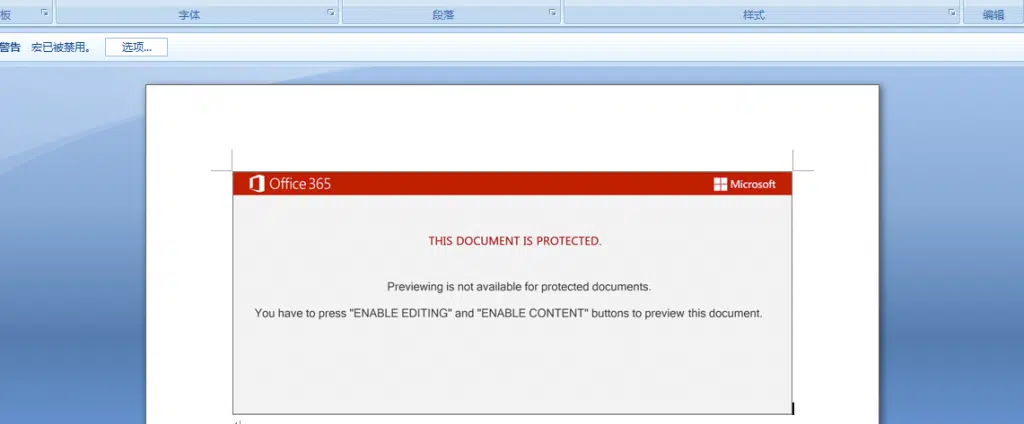 板 字体 段落 样式 编辑
警告 宏已被禁用。 选项...
Office 365 Microsoft
THIS DOCUMENT IS PROTECTED.
Previewing is not available for protected documents.
You have to press "ENABLE EDITING" and "ENABLE CONTENT" buttons to preview this document.